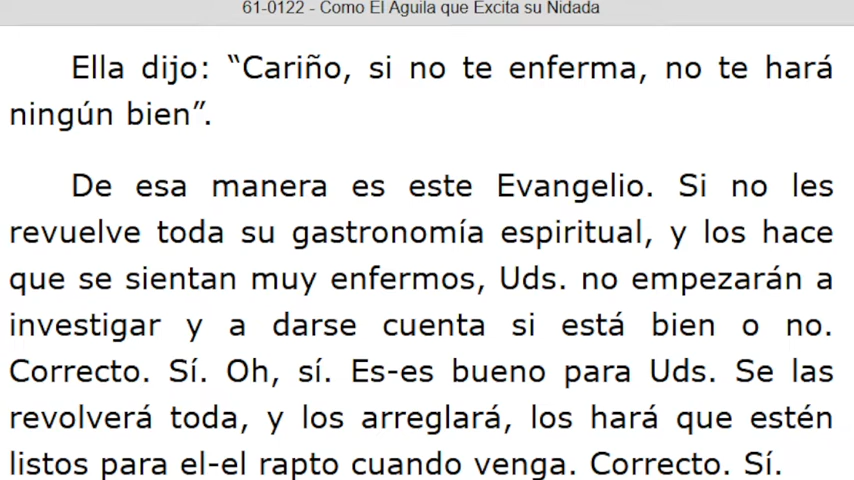 61-0122 - Como El Aguila que Excita su Nidada
Ella dijo: “Cariño, si no te enferma, no te hará
ningún bien”.
De esa manera es este Evangelio. Si no les
revuelve toda su gastronomía espiritual, y los hace
que se sientan muy enfermos, Uds. no empezarán a
investigar y a darse cuenta si está bien o no.
Correcto. Sí. Oh, sí. Es-es bueno para Uds. Se las
revolverá toda, y los arreglará, los hará que estén
listos para el-el rapto cuando venga. Correcto. Sí.